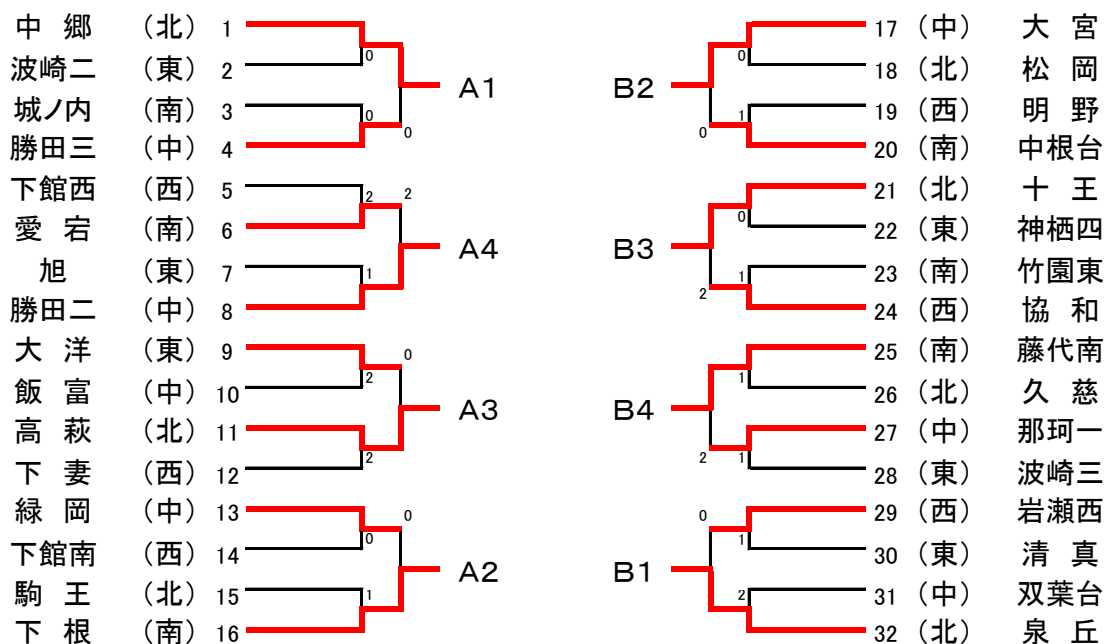 中 郷 （北） 1
波崎二 （東） 2
城ノ内 （南） 3
勝田三 （中） 4
0
0
0
A1
下館西 （西） 5
愛 宕 （南） 6
旭 （東） 7
勝田二 （中） 8
2
2
1
A4
大 洋 （東） 9
飯 富 （中） 10
高 萩 （北） 11
下 妻 （西） 12
0
2
2
A3
緑 岡 （中） 13
下館南 （西） 14
駒 王 （北） 15
下 根 （南） 16
0
0
1
A2
B2
0
1
0
17 （中） 大 宮
18 （北） 松 岡
19 （西） 明 野
20 （南） 中根台
B3
0
1
2
21 （北） 十 王
22 （東） 神栖四
23 （南） 竹園東
24 （西） 協 和
B4
1
2
1
25 （南） 藤代南
26 （北） 久 慈
27 （中） 那珂一
28 （東） 波崎三
B1
0
1
2
29 （西） 岩瀬西
30 （東） 清 真
31 （中） 双葉台
32 （北） 泉 丘